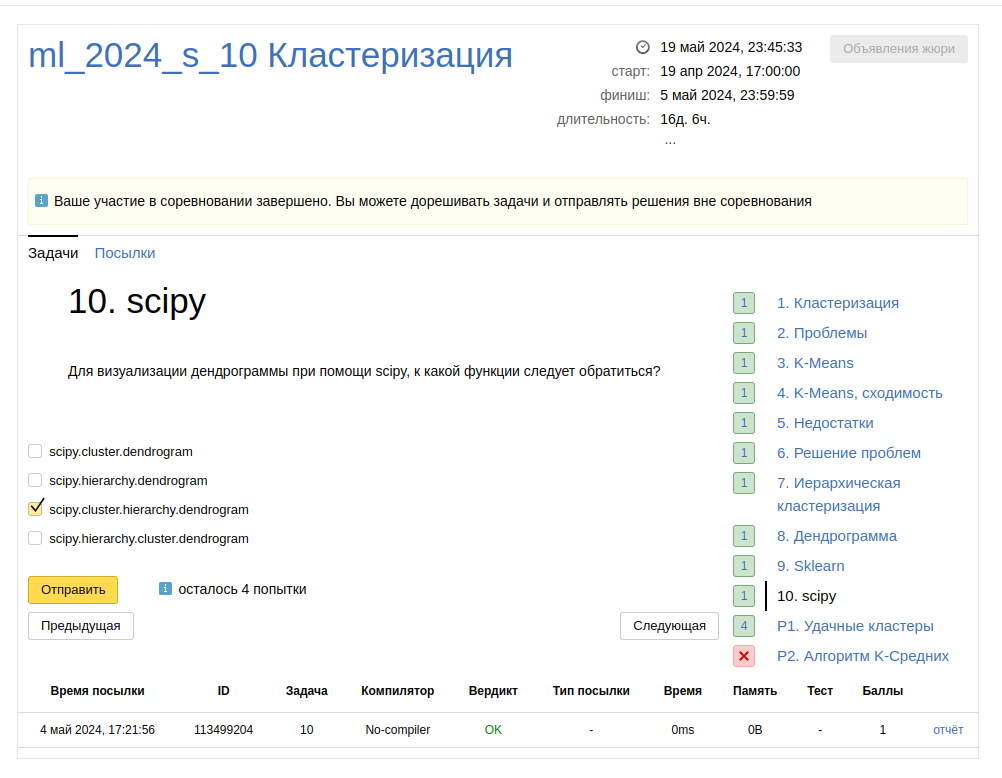 ml_2024_s_10 Кластеризация
19 май 2024, 23:45:33
старт: 19 апр 2024, 17:00:00
финиш: 5 май 2024, 23:59:59
длительность: 16д. 6ч.
...
Объявления жюри
Ваше участие в соревновании завершено. Вы можете дорешивать задачи и отправлять решения вне соревнования
Задачи Посылки
10. scipy
Для визуализации дендрограммы при помощи scipy, к какой функции следует обратиться?
scipy.cluster.dendrogram
scipy.hierarchy.dendrogram
scipy.cluster.hierarchy.dendrogram
scipy.hierarchy.cluster.dendrogram
Отправить осталось 4 попытки
Предыдущая Следующая
1 1. Кластеризация
1 2. Проблемы
1 3. K-Means
1 4. K-Means, сходимость
1 5. Недостатки
1 6. Решение проблем
1 7. Иерархическая
кластеризация
1 8. Дендрограмма
1 9. Sklearn
1 10. scipy
4 P1. Удачные кластеры
P2. Алгоритм K-Средних
Время посылки ID Задача Компилятор Вердикт Тип посылки Время Память Тест Баллы
4 май 2024, 17:21:56 113499204 10 No-compiler OK - 0ms 0B - 1 отчёт